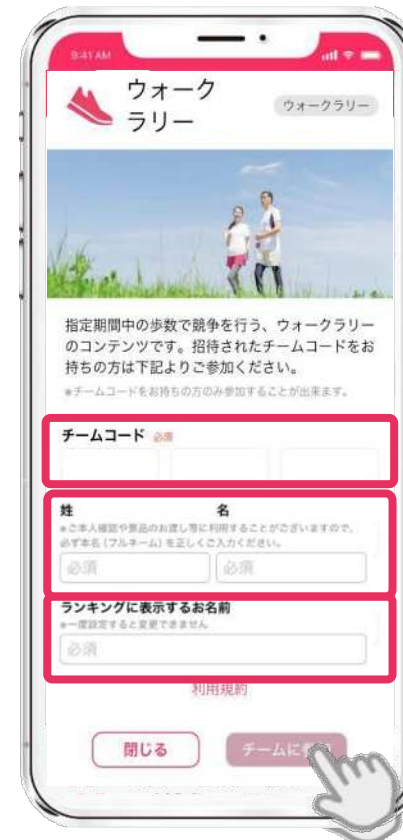 9:41 AM
ウォーク
ラリー
ウォークラリー
指定期間中の歩数で競争を行う、ウォークラリー
のコンテンツです。招待されたチームコードをお
持ちの方は下記よりご参加ください。
※チームコードをお持ちの方のみ参加することが出来ます。
チームコード 必須
姓 名
※ご本人確認や景品のお渡し等に利用することがございますので、
必ず本名 (フルネーム) を正しくご入力ください。
必須 必須
ランキングに表示するお名前
※一度設定すると変更できません
必須
利用規約
閉じる チームに参